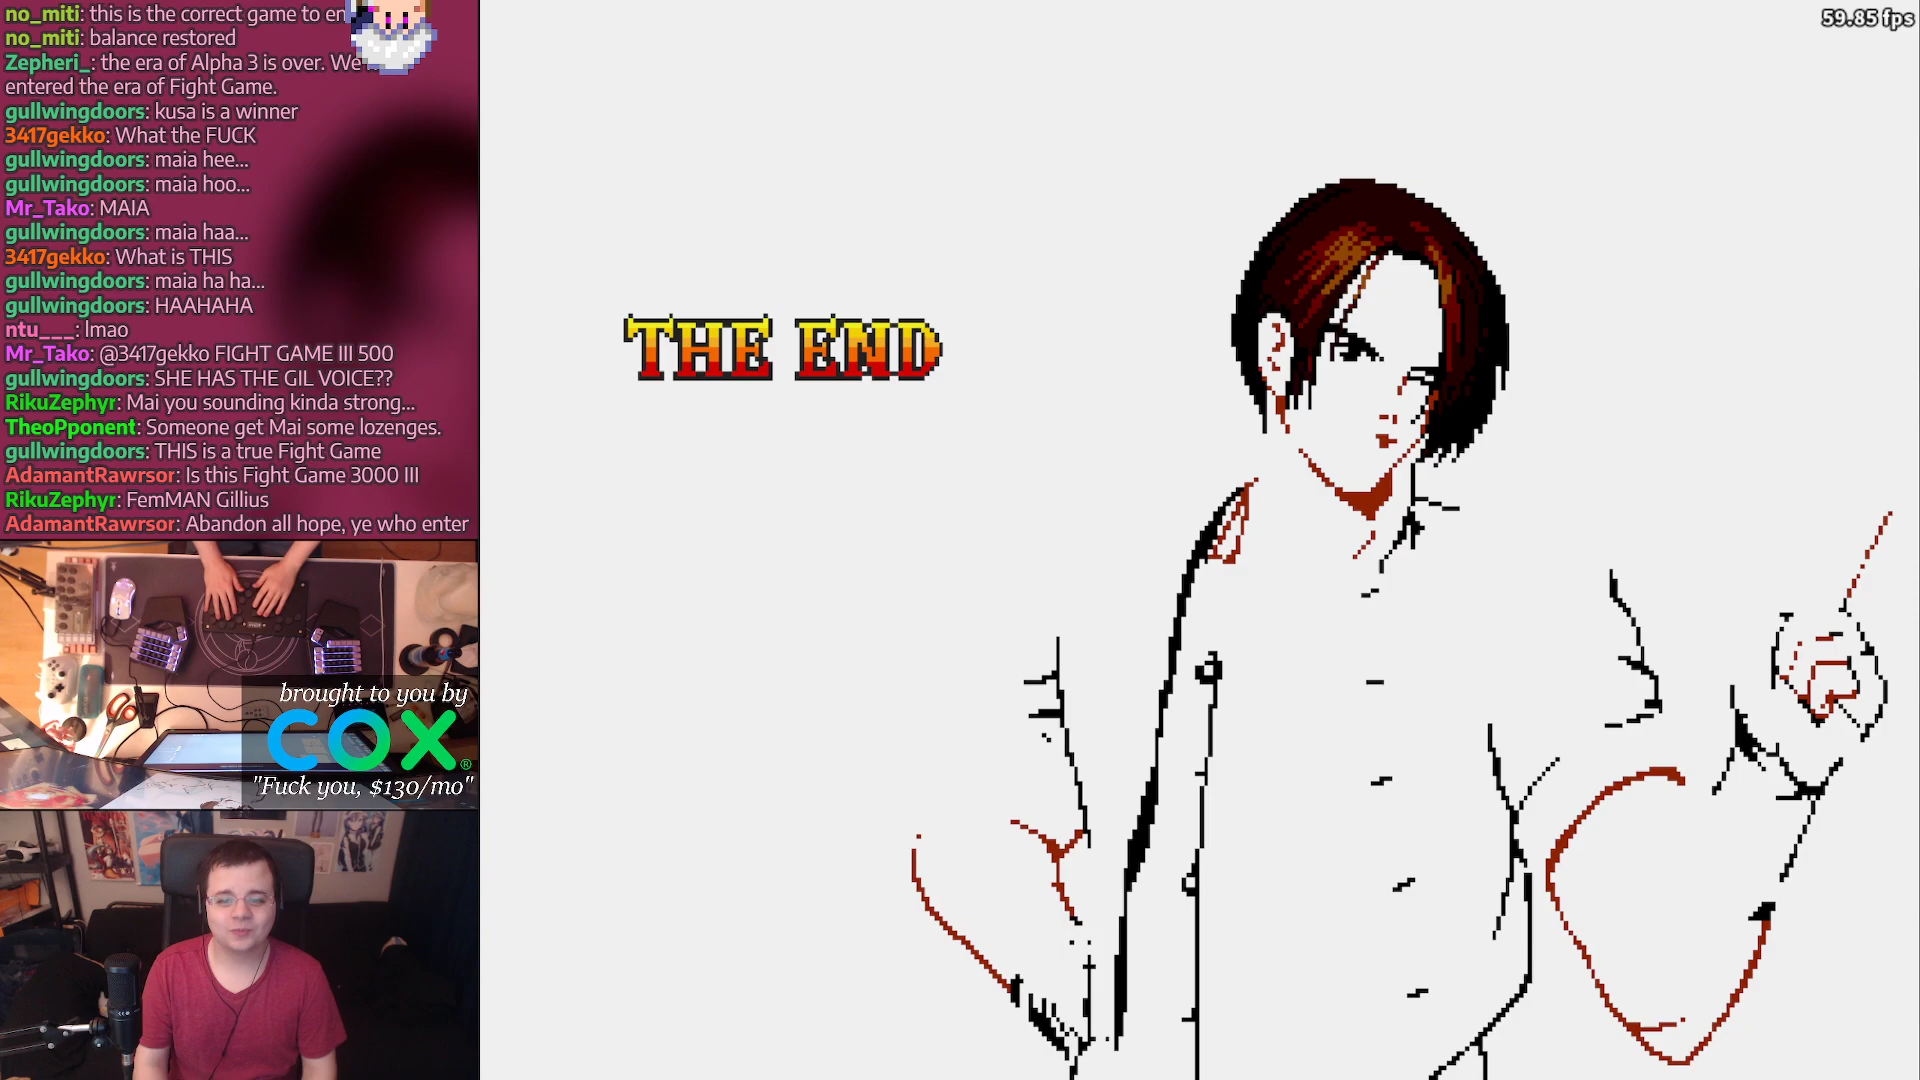 no_miti: this is the correct game to en
no_miti: balance restored
Zepheri_: the era of Alpha 3 is over. We
entered the era of Fight Game.
gullwingdoors: kusa is a winner
3417gekko: What the FUCK
gullwingdoors: maia hee...
gullwingdoors: maia hoo...
Mr_Tako: MAIA
gullwingdoors: maia haa...
3417gekko: What is THIS
gullwingdoors: maia ha ha...
gullwingdoors: HAAHAHA
ntu___: lmao
Mr_Tako: @3417gekko FIGHT GAME III 500
gullwingdoors: SHE HAS THE GIL VOICE??
RikuZephyr: Mai you sounding kinda strong...
TheoPponent: Someone get Mai some lozenges.
gullwingdoors: THIS is a true Fight Game
AdamantRawrsor: Is this Fight Game 3000 III
RikuZephyr: FemMAN Gillius
AdamantRawrsor: Abandon all hope, ye who enter
brought to you by
COX®
"Fuck you, $130/mo"
THE END
59.85 fps